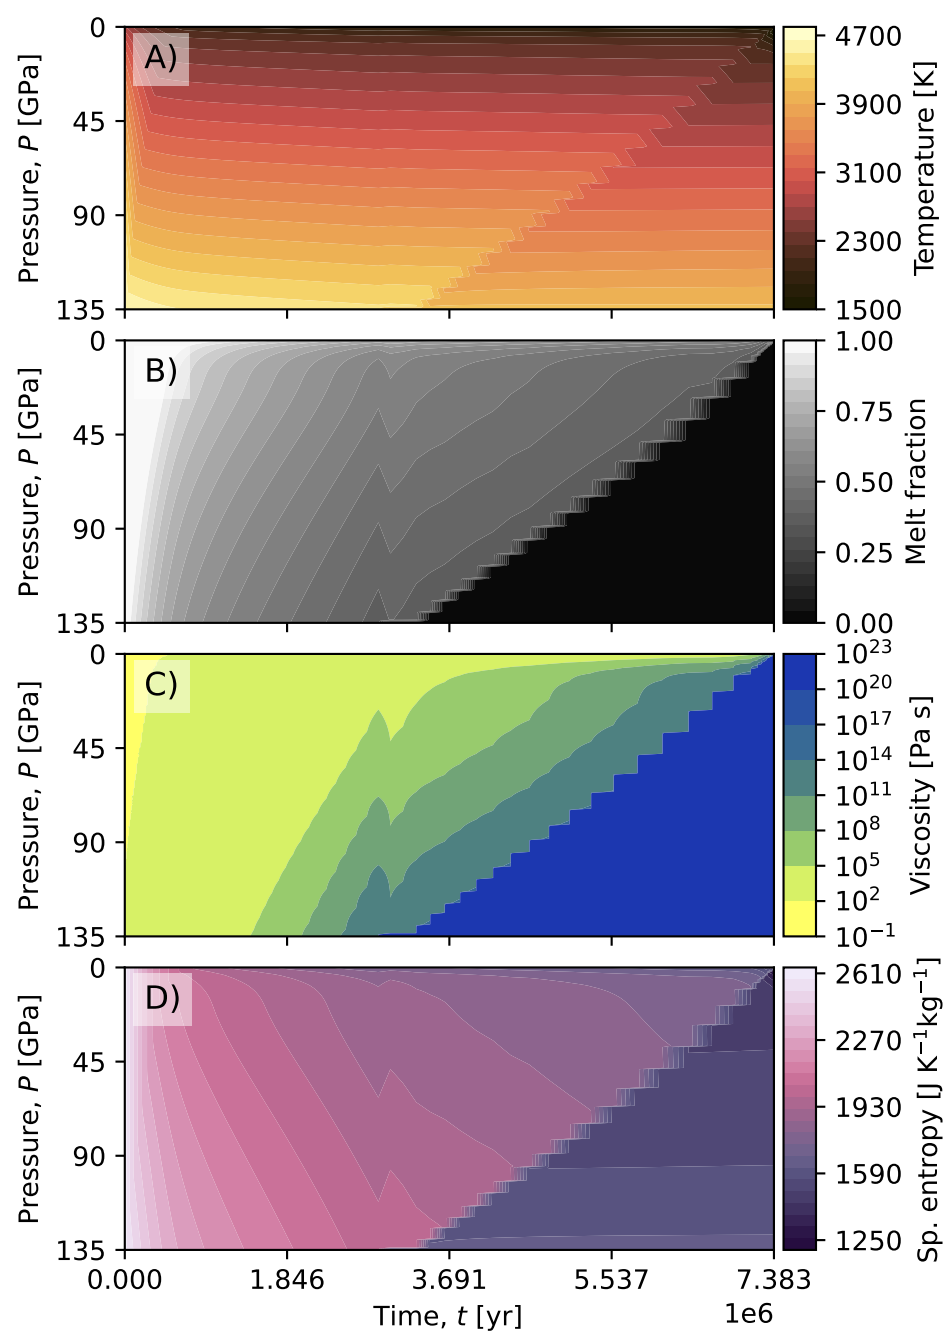 A)
0
45
90
135
Pressure, P [GPa]
4700
3900
3100
2300
1500
Temperature [K]
B)
0
45
90
135
Pressure, P [GPa]
1.00
0.75
0.50
0.25
0.00
Melt fraction
C)
0
45
90
135
Pressure, P [GPa]
10²³
10²⁰
10¹⁷
10¹⁴
10¹¹
10⁸
10⁵
10²
10⁻¹
Viscosity [Pa s]
D)
0
45
90
135
Pressure, P [GPa]
2610
2270
1930
1590
1250
Sp. entropy [J K⁻¹kg⁻¹]
0.000 1.846 3.691 5.537 7.383
1e6
Time, t [yr]